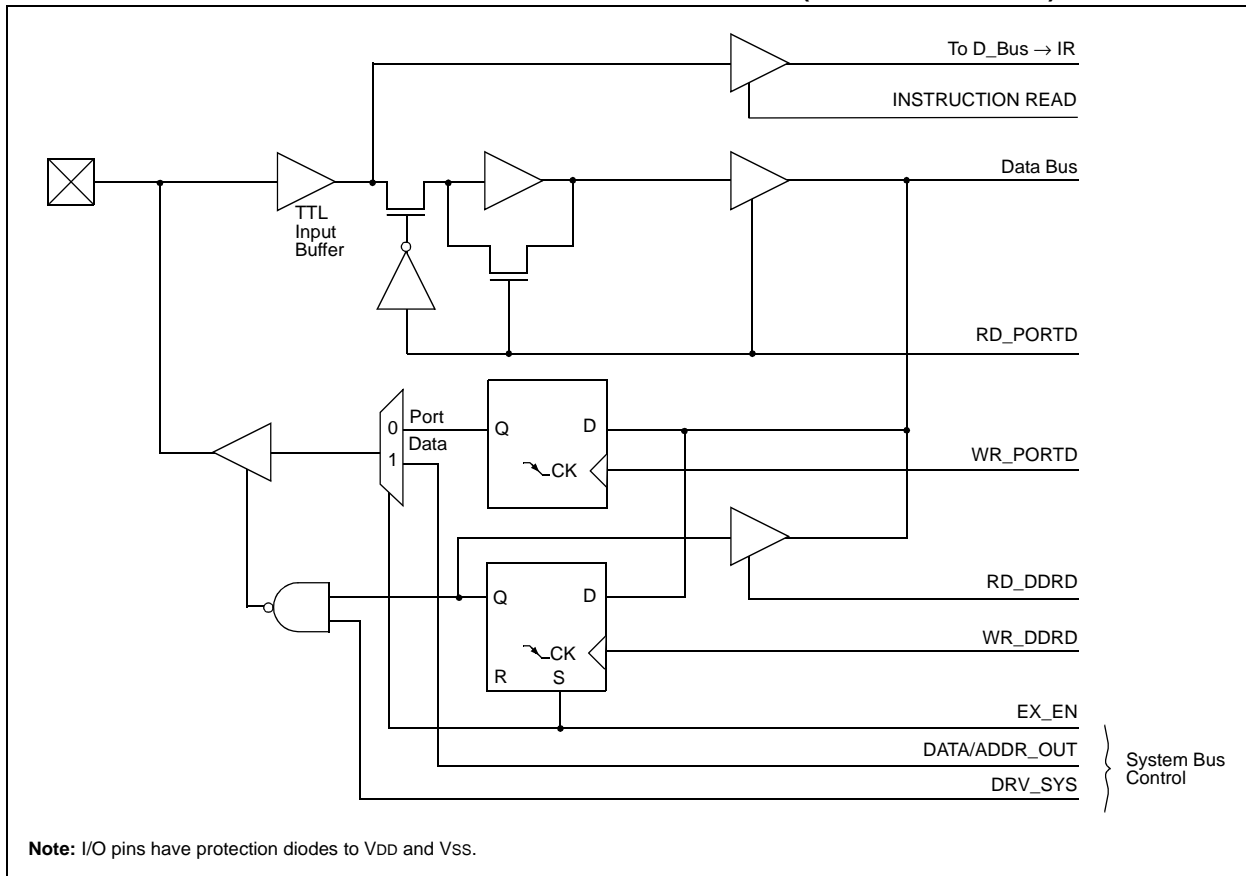 To D_Bus → IR
INSTRUCTION READ
Data Bus
TTL
Input
Buffer
RD_PORTD
Port
0
Data
1
Q
D
CK
WR_PORTD
RD_DDRD
Q
D
WR_DDRD
CK
R
S
EX_EN
DATA/ADDR_OUT
System Bus
Control
DRV_SYS
Note: I/O pins have protection diodes to VDD and VSS.